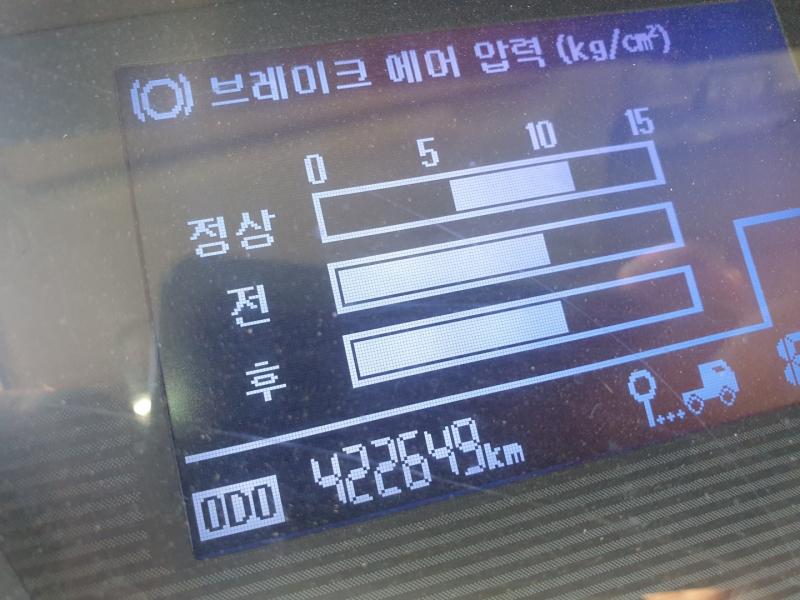 브레이크 에어 압력 (kg/cm²)
0 5 10 15
정상
전
후
ODO 422649km